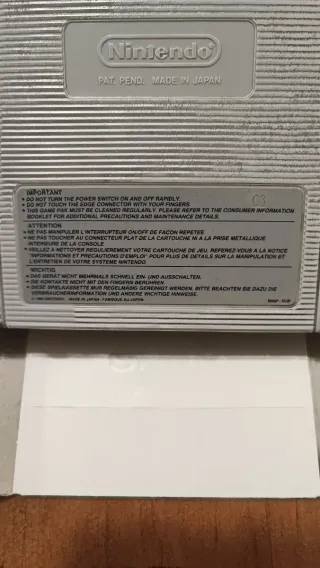 Nintendo®
PAT. PEND. MADE IN JAPAN
IMPORTANT
• DO NOT TURN THE POWER SWITCH ON AND OFF RAPIDLY.
• DO NOT TOUCH THE EDGE CONNECTOR WITH YOUR FINGERS.
• THIS GAME PAK MUST BE CLEANED REGULARLY. PLEASE REFER TO THE CONSUMER INFORMATION
BOOKLET FOR ADDITIONAL PRECAUTIONS AND MAINTENANCE DETAILS.
ATTENTION
• NE PAS MANIPULER L'INTERRUPTEUR ON/OFF DE FACON REPETEE
• NE PAS TOUCHER AU CONNECTEUR PLAT DE LA CARTOUCHE NI A LA PRISE METALLIQUE
INTERIEURE DE LA CONSOLE
• VEILLEZ A NETTOYER REGULIEREMENT VOTRE CARTOUCHE DE JEU. REFEREZ VOUS A LA NOTICE
"INFORMATIONS ET PRECAUTIONS D'EMPLOI" POUR PLUS DE DETAILS SUR LA MANIPULATION ET
L'ENTRETIEN DE VOTRE SYSTEME NINTENDO.
WICHTIG
• DAS GERÄT NICHT MEHRMALS SCHNELL EIN- UND AUSSCHALTEN.
• DIE KONTAKTE NICHT MIT DEN FINGERN BERÜHREN.
• DIESE SPIELKASSETTE MUß REGELMÄßIG GEREINIGT WERDEN. BITTE BEACHTEN SIE DAZU DIE
VERBRAUCHERINFORMATION UND ANDERE WICHTIGE HINWEISE.
MADE IN JAPAN